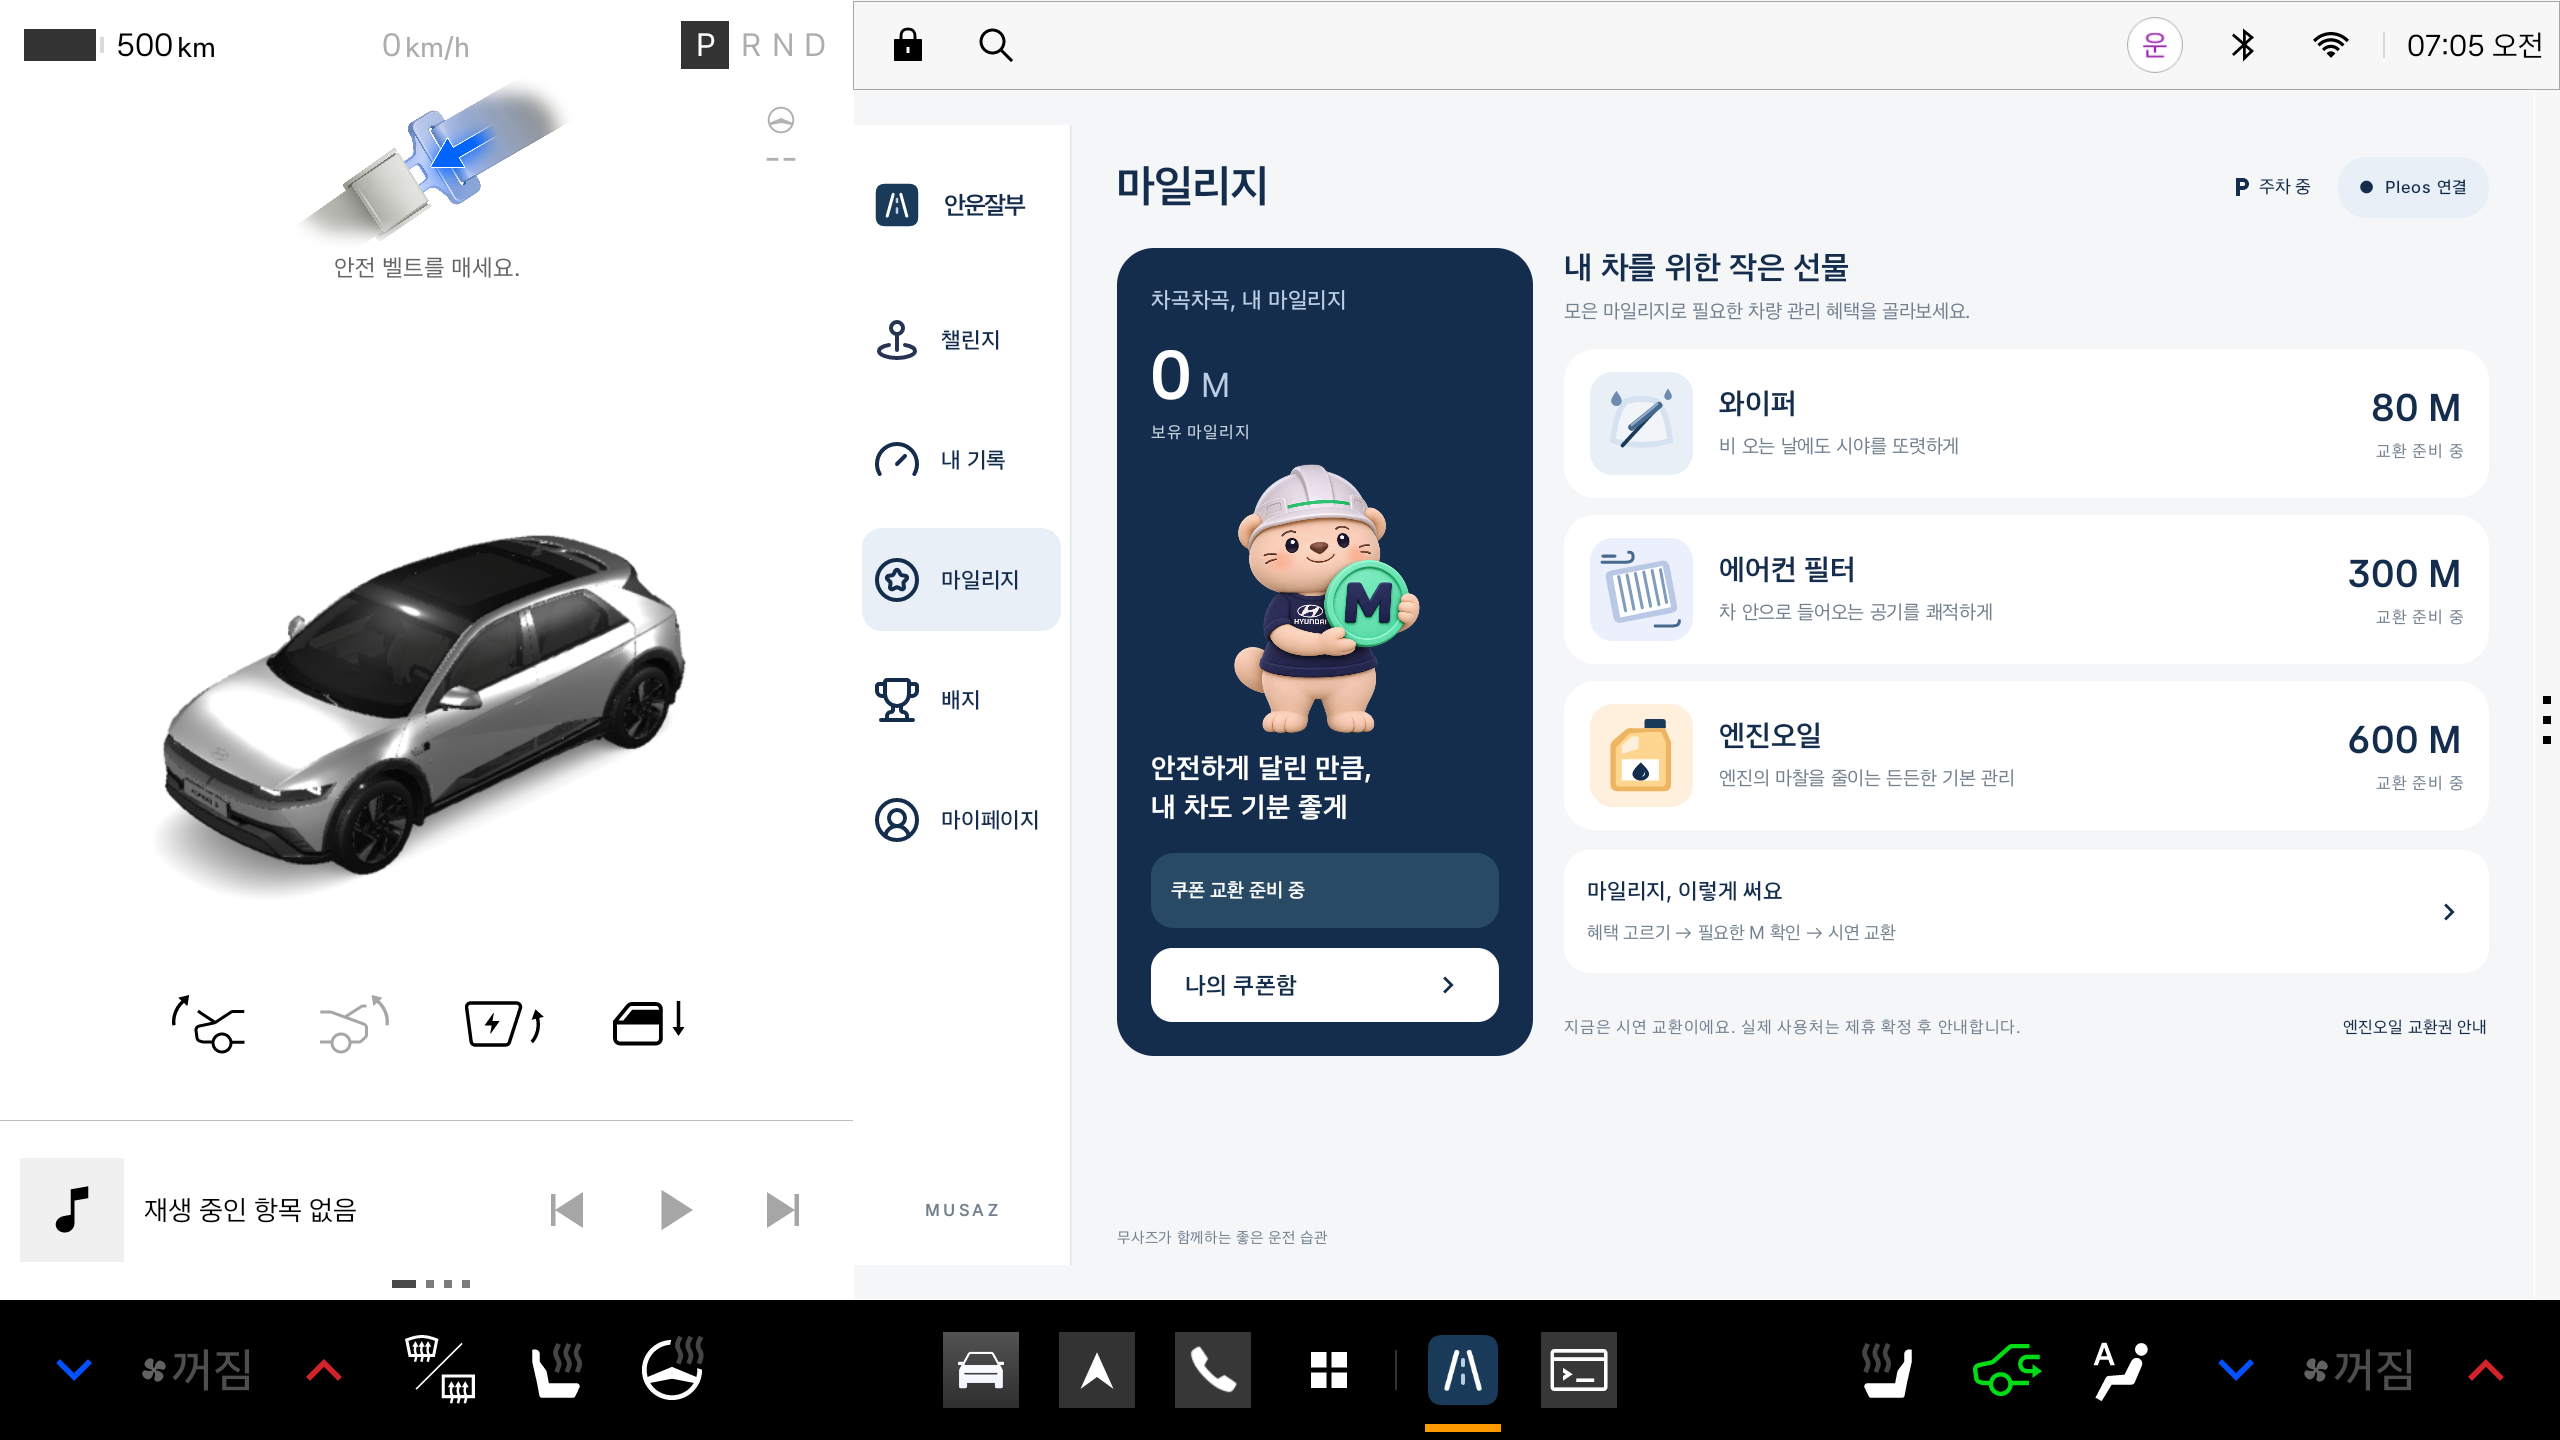 500 km
0 km/h
P R N D
안전 벨트를 매세요.
재생 중인 항목 없음
운
07:05 오전
안운잘부
챌린지
내 기록
마일리지
배지
마이페이지
MUSAZ
마일리지
P 주차 중
Pleos 연결
차곡차곡, 내 마일리지
0 M
보유 마일리지
HYUNDAI
M
안전하게 달린 만큼,
내 차도 기분 좋게
쿠폰 교환 준비 중
나의 쿠폰함
내 차를 위한 작은 선물
모은 마일리지로 필요한 차량 관리 혜택을 골라보세요.
와이퍼
비 오는 날에도 시야를 또렷하게
80 M
교환 준비 중
에어컨 필터
차 안으로 들어오는 공기를 쾌적하게
300 M
교환 준비 중
엔진오일
엔진의 마찰을 줄이는 든든한 기본 관리
600 M
교환 준비 중
마일리지, 이렇게 써요
혜택 고르기 → 필요한 M 확인 → 시연 교환
지금은 시연 교환이에요. 실제 사용처는 제휴 확정 후 안내합니다.
엔진오일 교환권 안내
무사즈가 함께하는 좋은 운전 습관
꺼짐
A
꺼짐